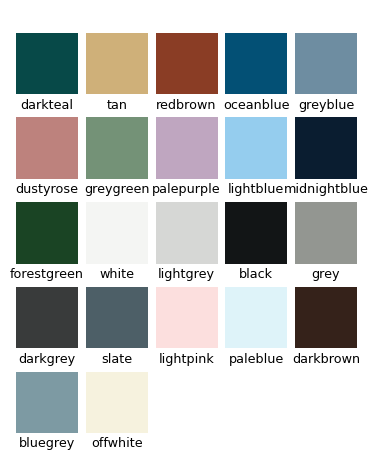 darkteal tan redbrown oceanblue greyblue
dustyrose greygreen palepurple lightblue midnightblue
forestgreen white lightgrey black grey
darkgrey slate lightpink paleblue darkbrown
bluegrey offwhite